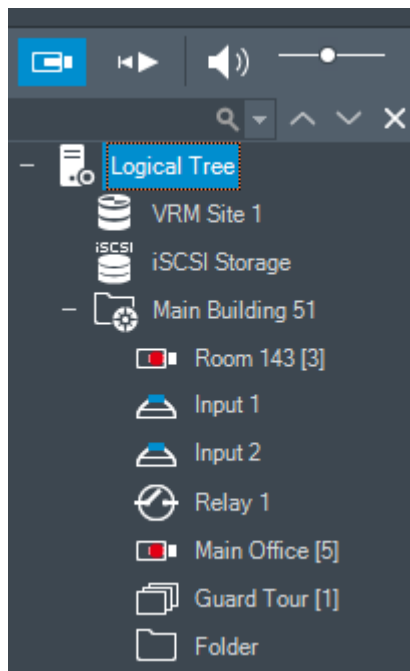 Logical Tree
VRM Site 1
iSCSI
iSCSI Storage
Main Building 51
Room 143 [3]
Input 1
Input 2
Relay 1
Main Office [5]
Guard Tour [1]
Folder